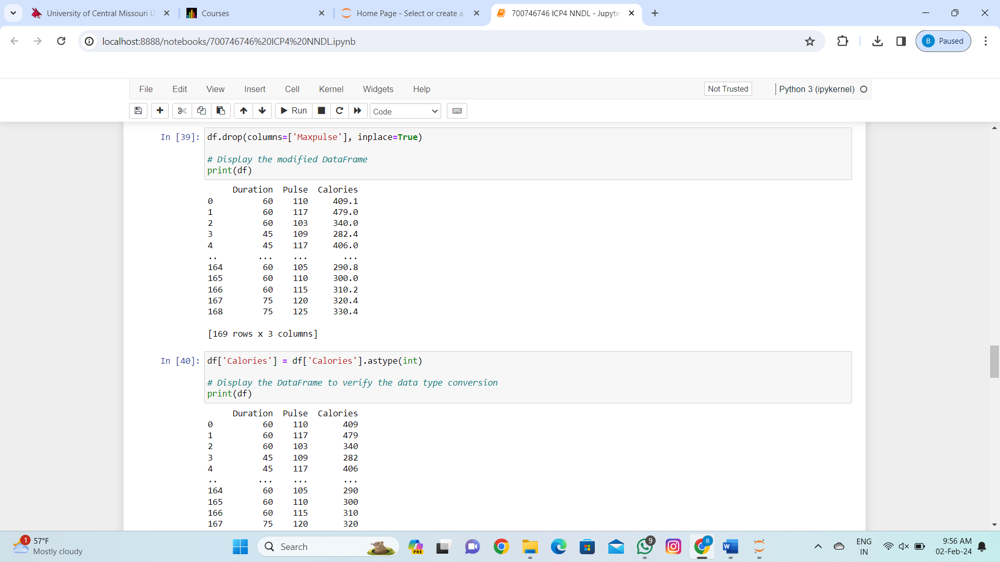 University of Central Missouri U
Courses
Home Page - Select or create a
700746746 ICP4 NNDL - Jupyte
localhost:8888/notebooks/700746746%20ICP4%20NNDL.ipynb
B Paused
File Edit View Insert Cell Kernel Widgets Help Not Trusted Python 3 (ipykernel)
Run Code
In [39]: df.drop(columns=['Maxpulse'], inplace=True)
# Display the modified DataFrame
print(df)
Duration Pulse Calories
0 60 110 409.1
1 60 117 479.0
2 60 103 340.0
3 45 109 282.4
4 45 117 406.0
.. ... ... ...
164 60 105 290.8
165 60 110 300.0
166 60 115 310.2
167 75 120 320.4
168 75 125 330.4
[169 rows x 3 columns]
In [40]: df['Calories'] = df['Calories'].astype(int)
# Display the DataFrame to verify the data type conversion
print(df)
Duration Pulse Calories
0 60 110 409
1 60 117 479
2 60 103 340
3 45 109 282
4 45 117 406
.. ... ... ...
164 60 105 290
165 60 110 300
166 60 115 310
167 75 120 320
1 57°F
Mostly cloudy
Search
PRE
9
B
W
ENG
IN
9:56 AM
02-Feb-24